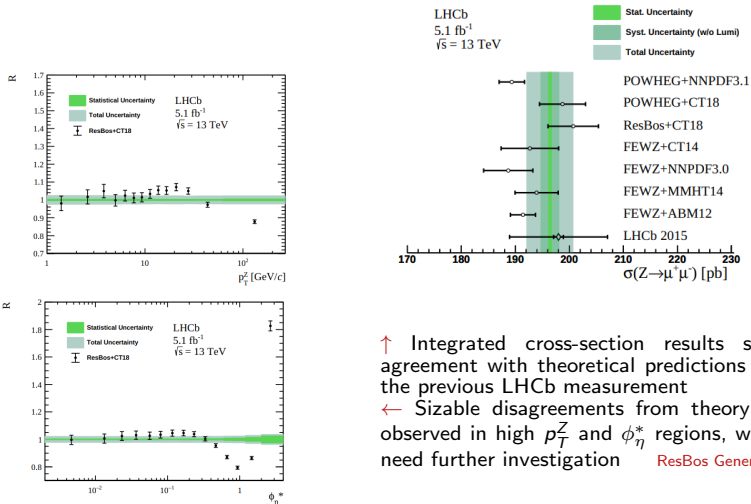 R
1.7
1.6
1.5
1.4
1.3
1.2
1.1
1
0.9
0.8
0.7
Statistical Uncertainty
Total Uncertainty
ResBos+CT18
LHCb
5.1 fb⁻¹
√s = 13 TeV
1
10
10²
p_T^Z [GeV/c]
R
2
1.8
1.6
1.4
1.2
1
0.8
Statistical Uncertainty
Total Uncertainty
ResBos+CT18
LHCb
5.1 fb⁻¹
√s = 13 TeV
10⁻²
10⁻¹
1
ϕ_η*
LHCb
5.1 fb⁻¹
√s = 13 TeV
Stat. Uncertainty
Syst. Uncertainty (w/o Lumi)
Total Uncertainty
POWHEG+NNPDF3.1
POWHEG+CT18
ResBos+CT18
FEWZ+CT14
FEWZ+NNPDF3.0
FEWZ+MMHT14
FEWZ+ABM12
LHCb 2015
170 180 190 200 210 220 230
σ(Z→μ⁺μ⁻) [pb]
↑ Integrated cross-section results s
agreement with theoretical predictions
the previous LHCb measurement
← Sizable disagreements from theory
observed in high p_T^Z and ϕ_η^* regions, w
need further investigation ResBos Gener